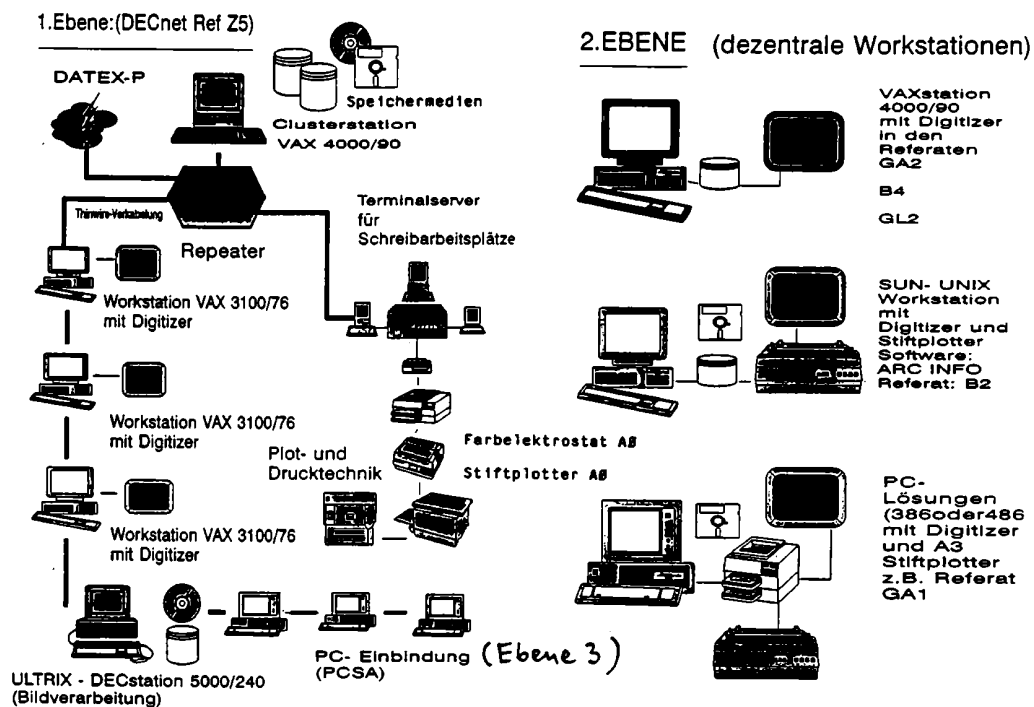 1.Ebene:(DECnet Ref Z5)
DATEX-P
Speichermedien
Clusterstation
VAX 4000/90
Thinwire-Verkabelung
Repeater
Terminalserver
für
Schreibarbeitsplätze
Workstation VAX 3100/76
mit Digitizer
Workstation VAX 3100/76
mit Digitizer
Workstation VAX 3100/76
mit Digitizer
Plot- und
Drucktechnik
Farbelektrostat AØ
Stiftplotter AØ
PC- Einbindung (Ebene 3)
(PCSA)
ULTRIX - DECstation 5000/240
(Bildverarbeitung)
2.EBENE (dezentrale Workstationen)
VAXstation
4000/90
mit Digitizer
in den
Referaten
GA2
B4
GL2
SUN- UNIX
Workstation
mit
Digitizer und
Stiftplotter
Software:
ARC INFO
Referat: B2
PC-
Lösungen
(386oder486
mit Digitizer
und A3
Stiftplotter
z.B. Referat
GA1